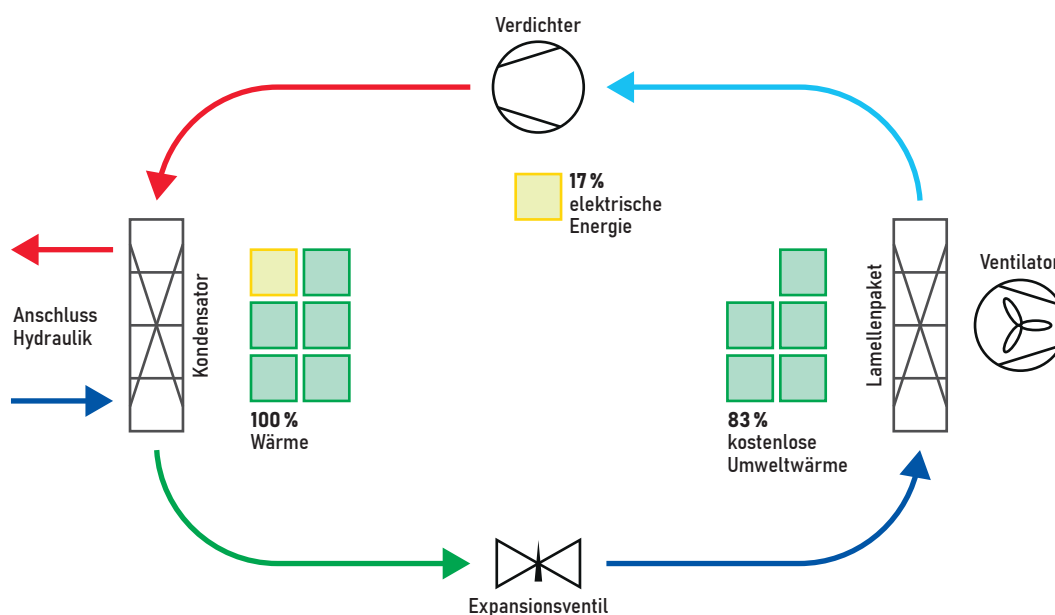 Verdichter
17 %
elektrische
Energie
Anschluss
Hydraulik
Kondensator
100 %
Wärme
83 %
kostenlose
Umweltwärme
Lamellenpaket
Ventilator
Expansionsventil